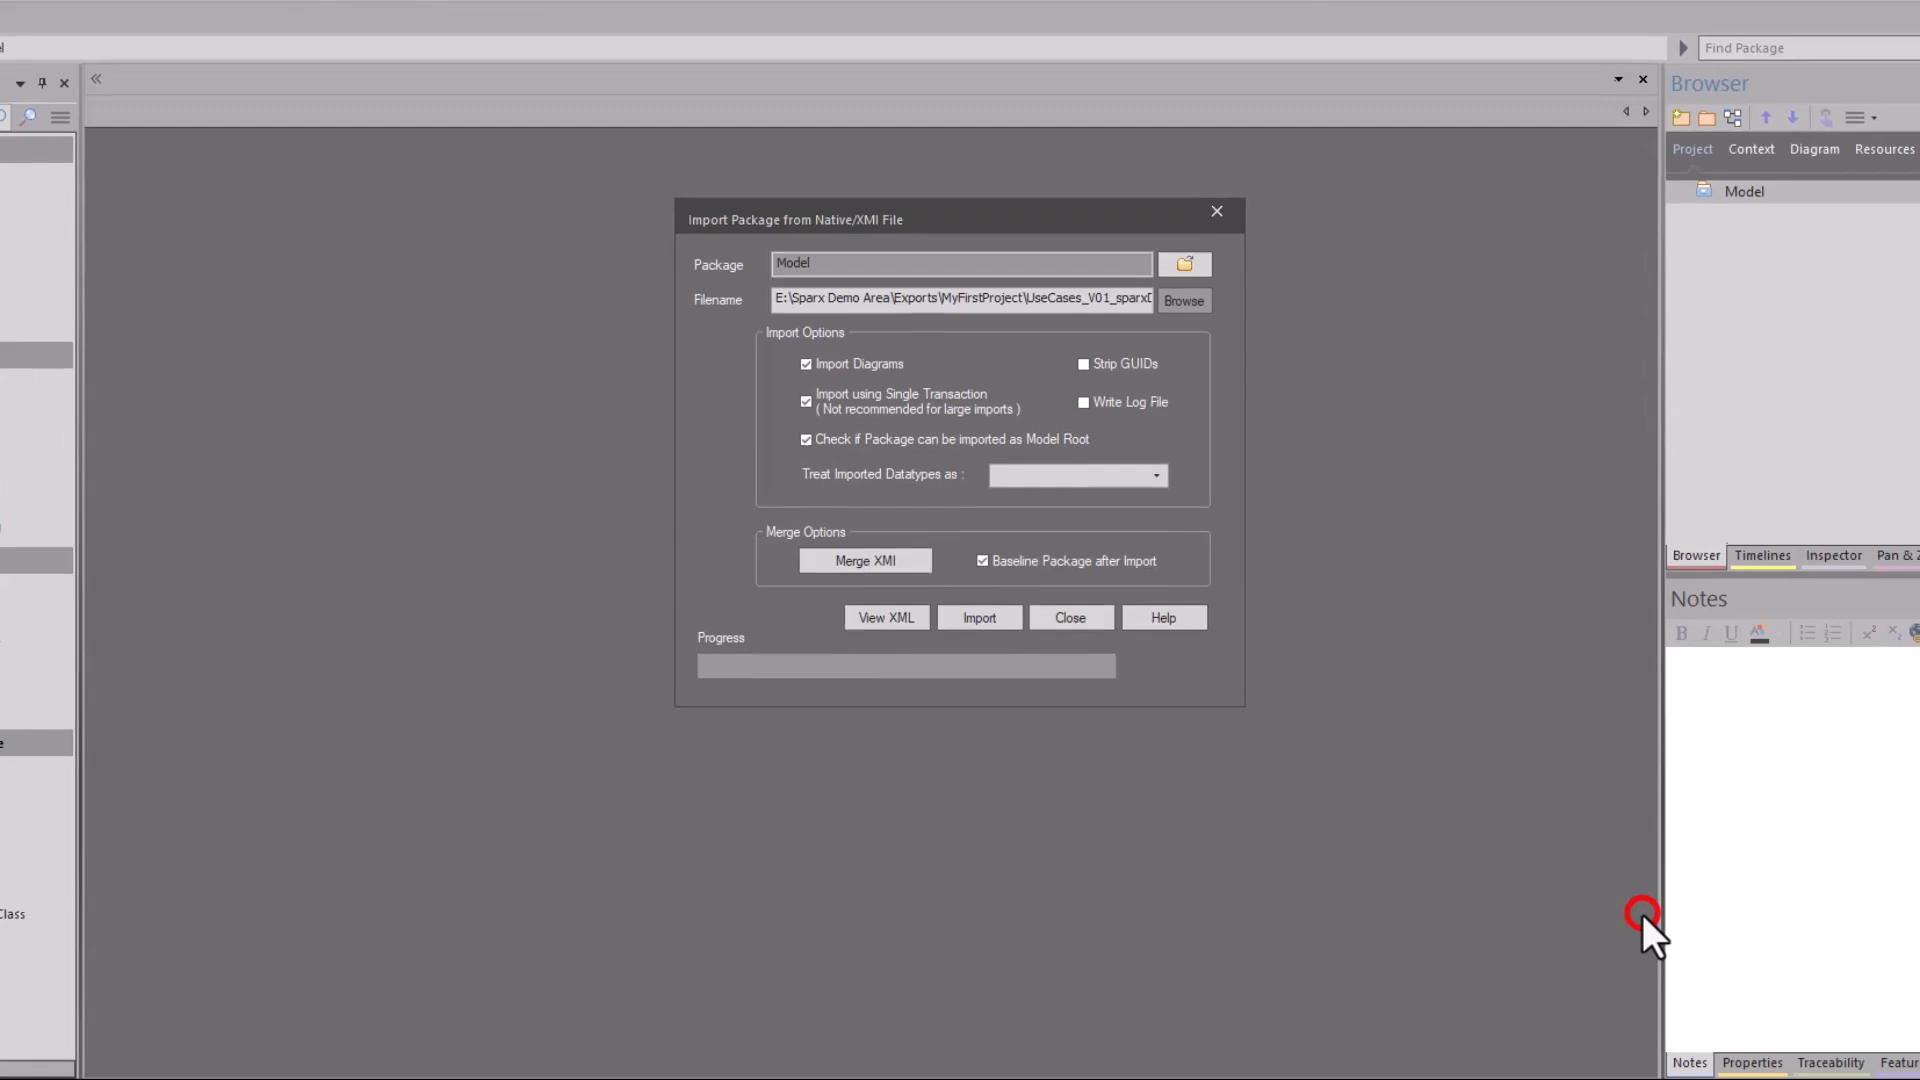 Find Package
Browser
Project Context Diagram Resources
Model
Import Package from Native/XMI File
Package Model
Filename E:\Sparx Demo Area\Exports\MyFirstProject\UseCases_V01_sparx Browse
Import Options
Import Diagrams Strip GUIDs
Import using Single Transaction
( Not recommended for large imports ) Write Log File
Check if Package can be imported as Model Root
Treat Imported Datatypes as :
Merge Options
Merge XMI Baseline Package after Import
View XML Import Close Help
Progress
Browser Timelines Inspector Pan &
Notes
B I U
Class
Notes Properties Traceability Featur